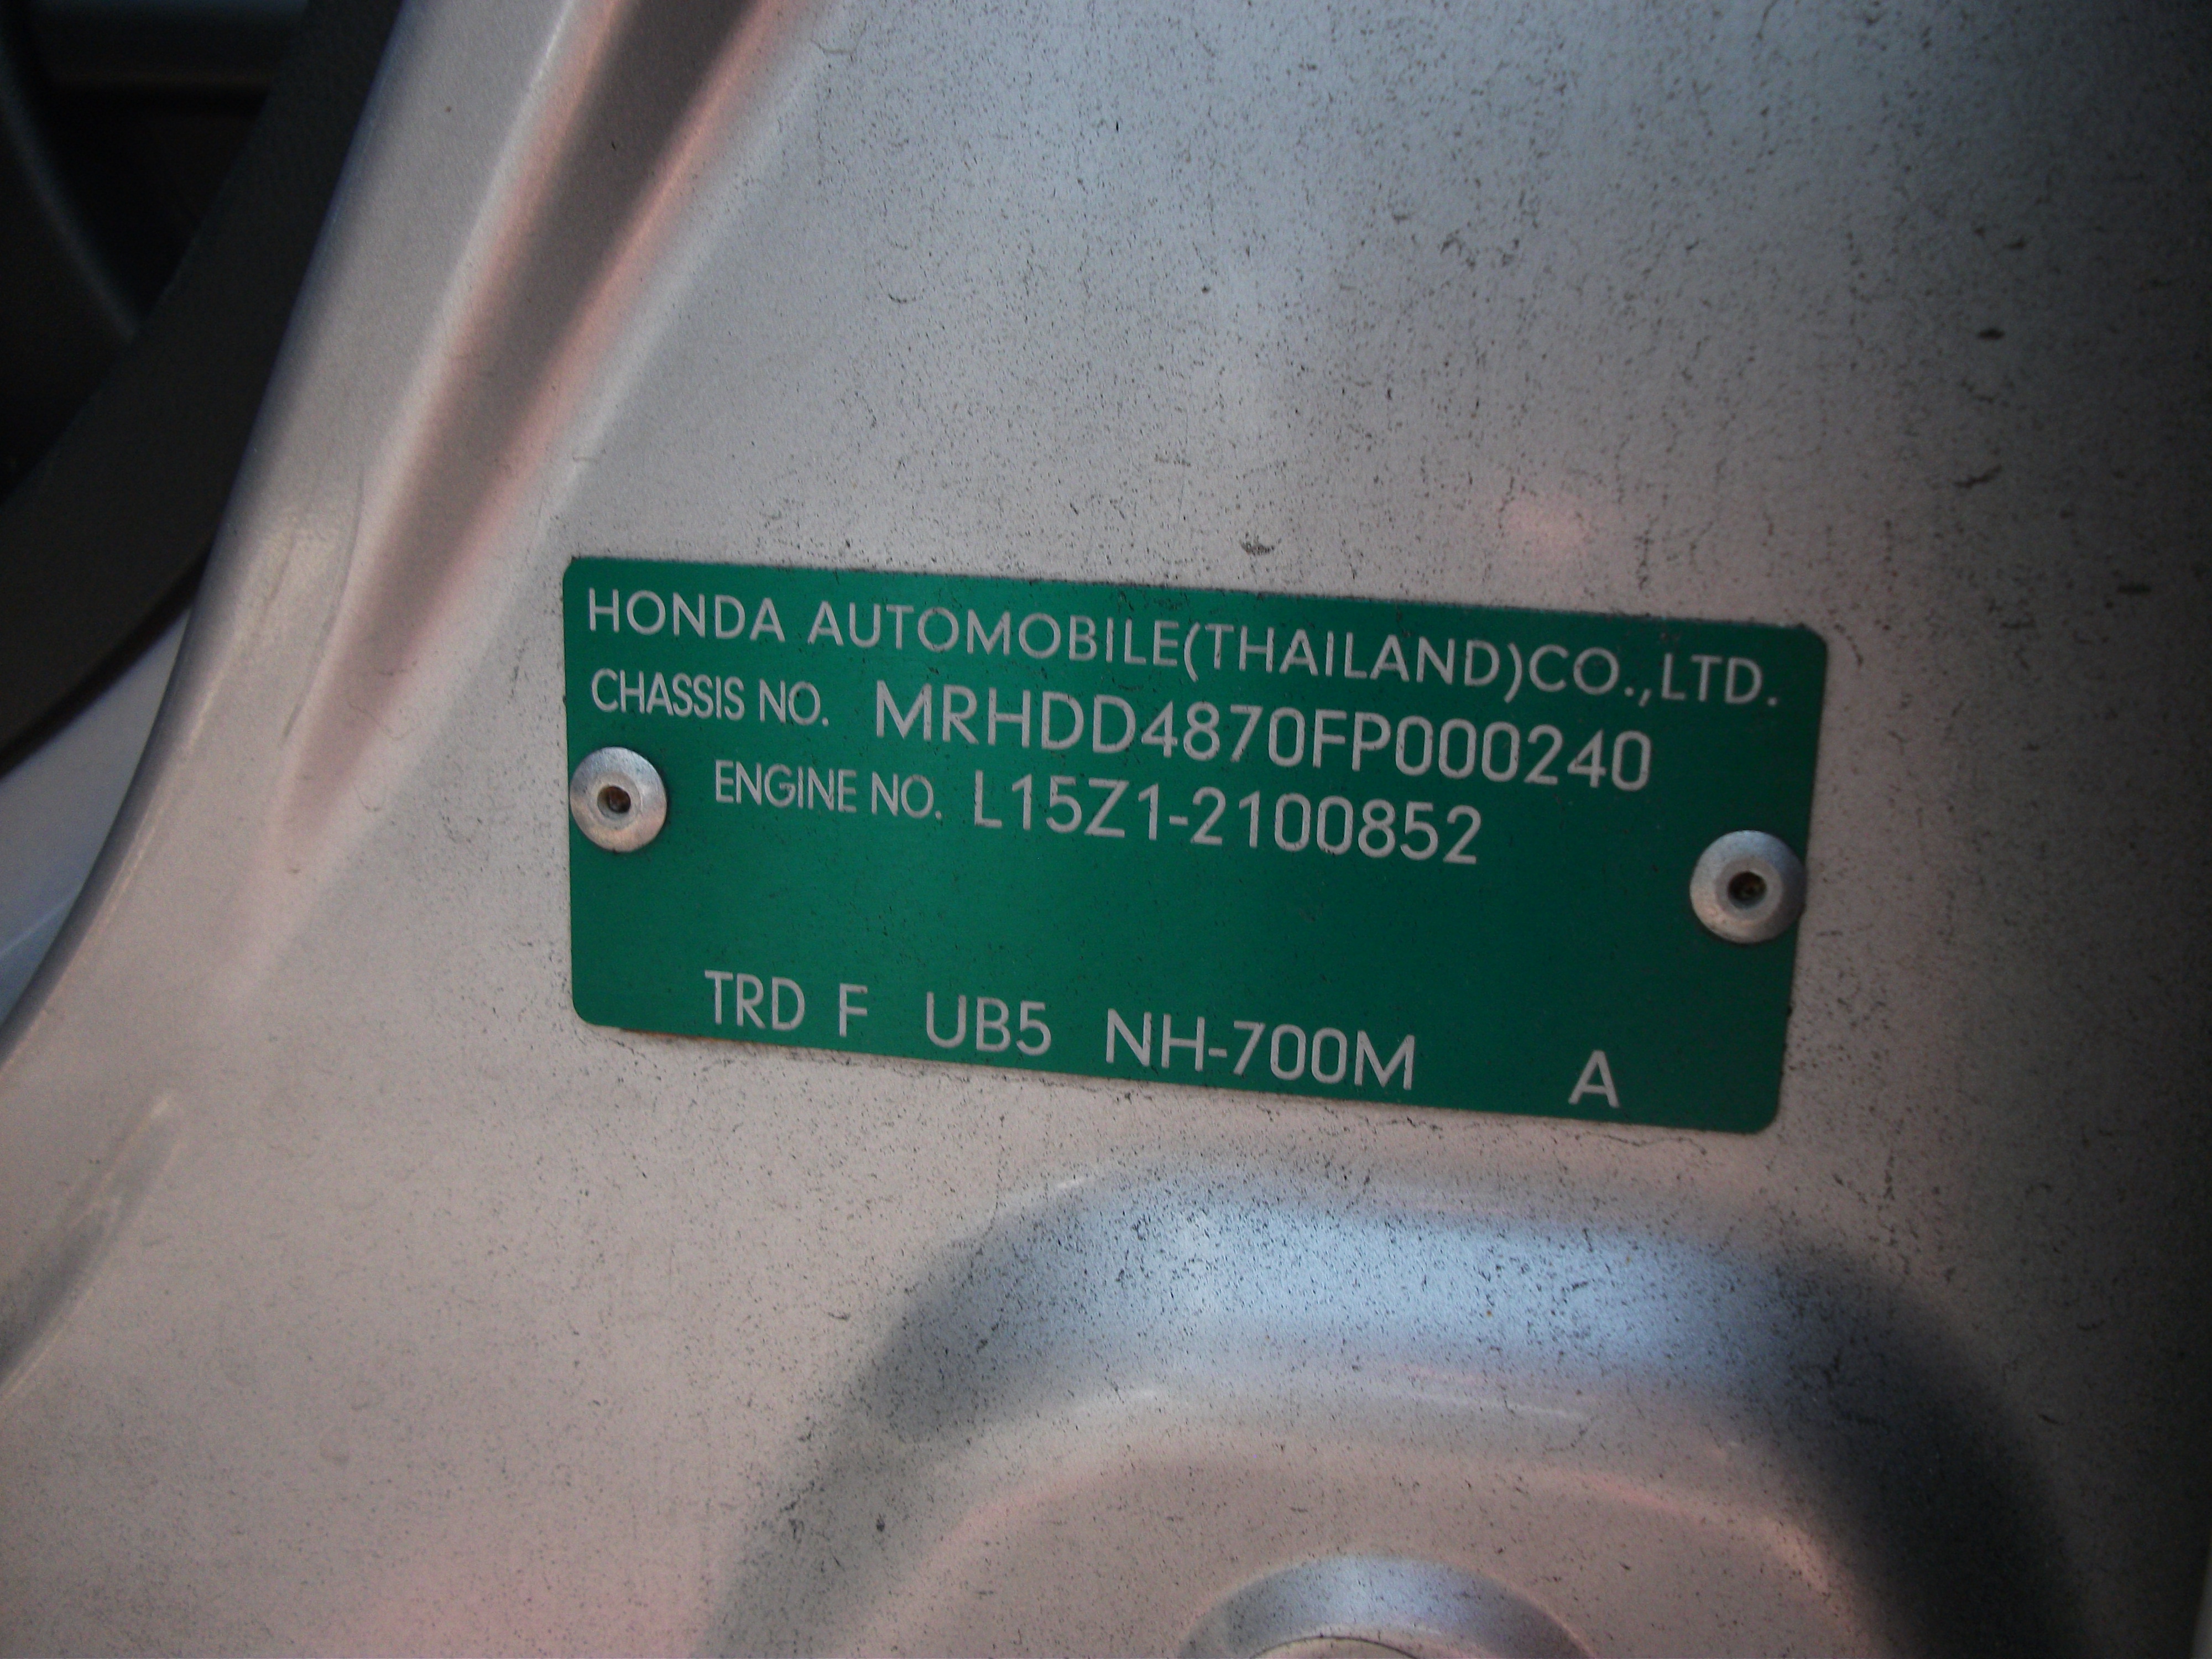 HONDA AUTOMOBILE(THAILAND)CO.,LTD.
CHASSIS NO. MRHDD4870FP000240
ENGINE NO. L15Z1-2100852
TRD F UB5 NH-700M A